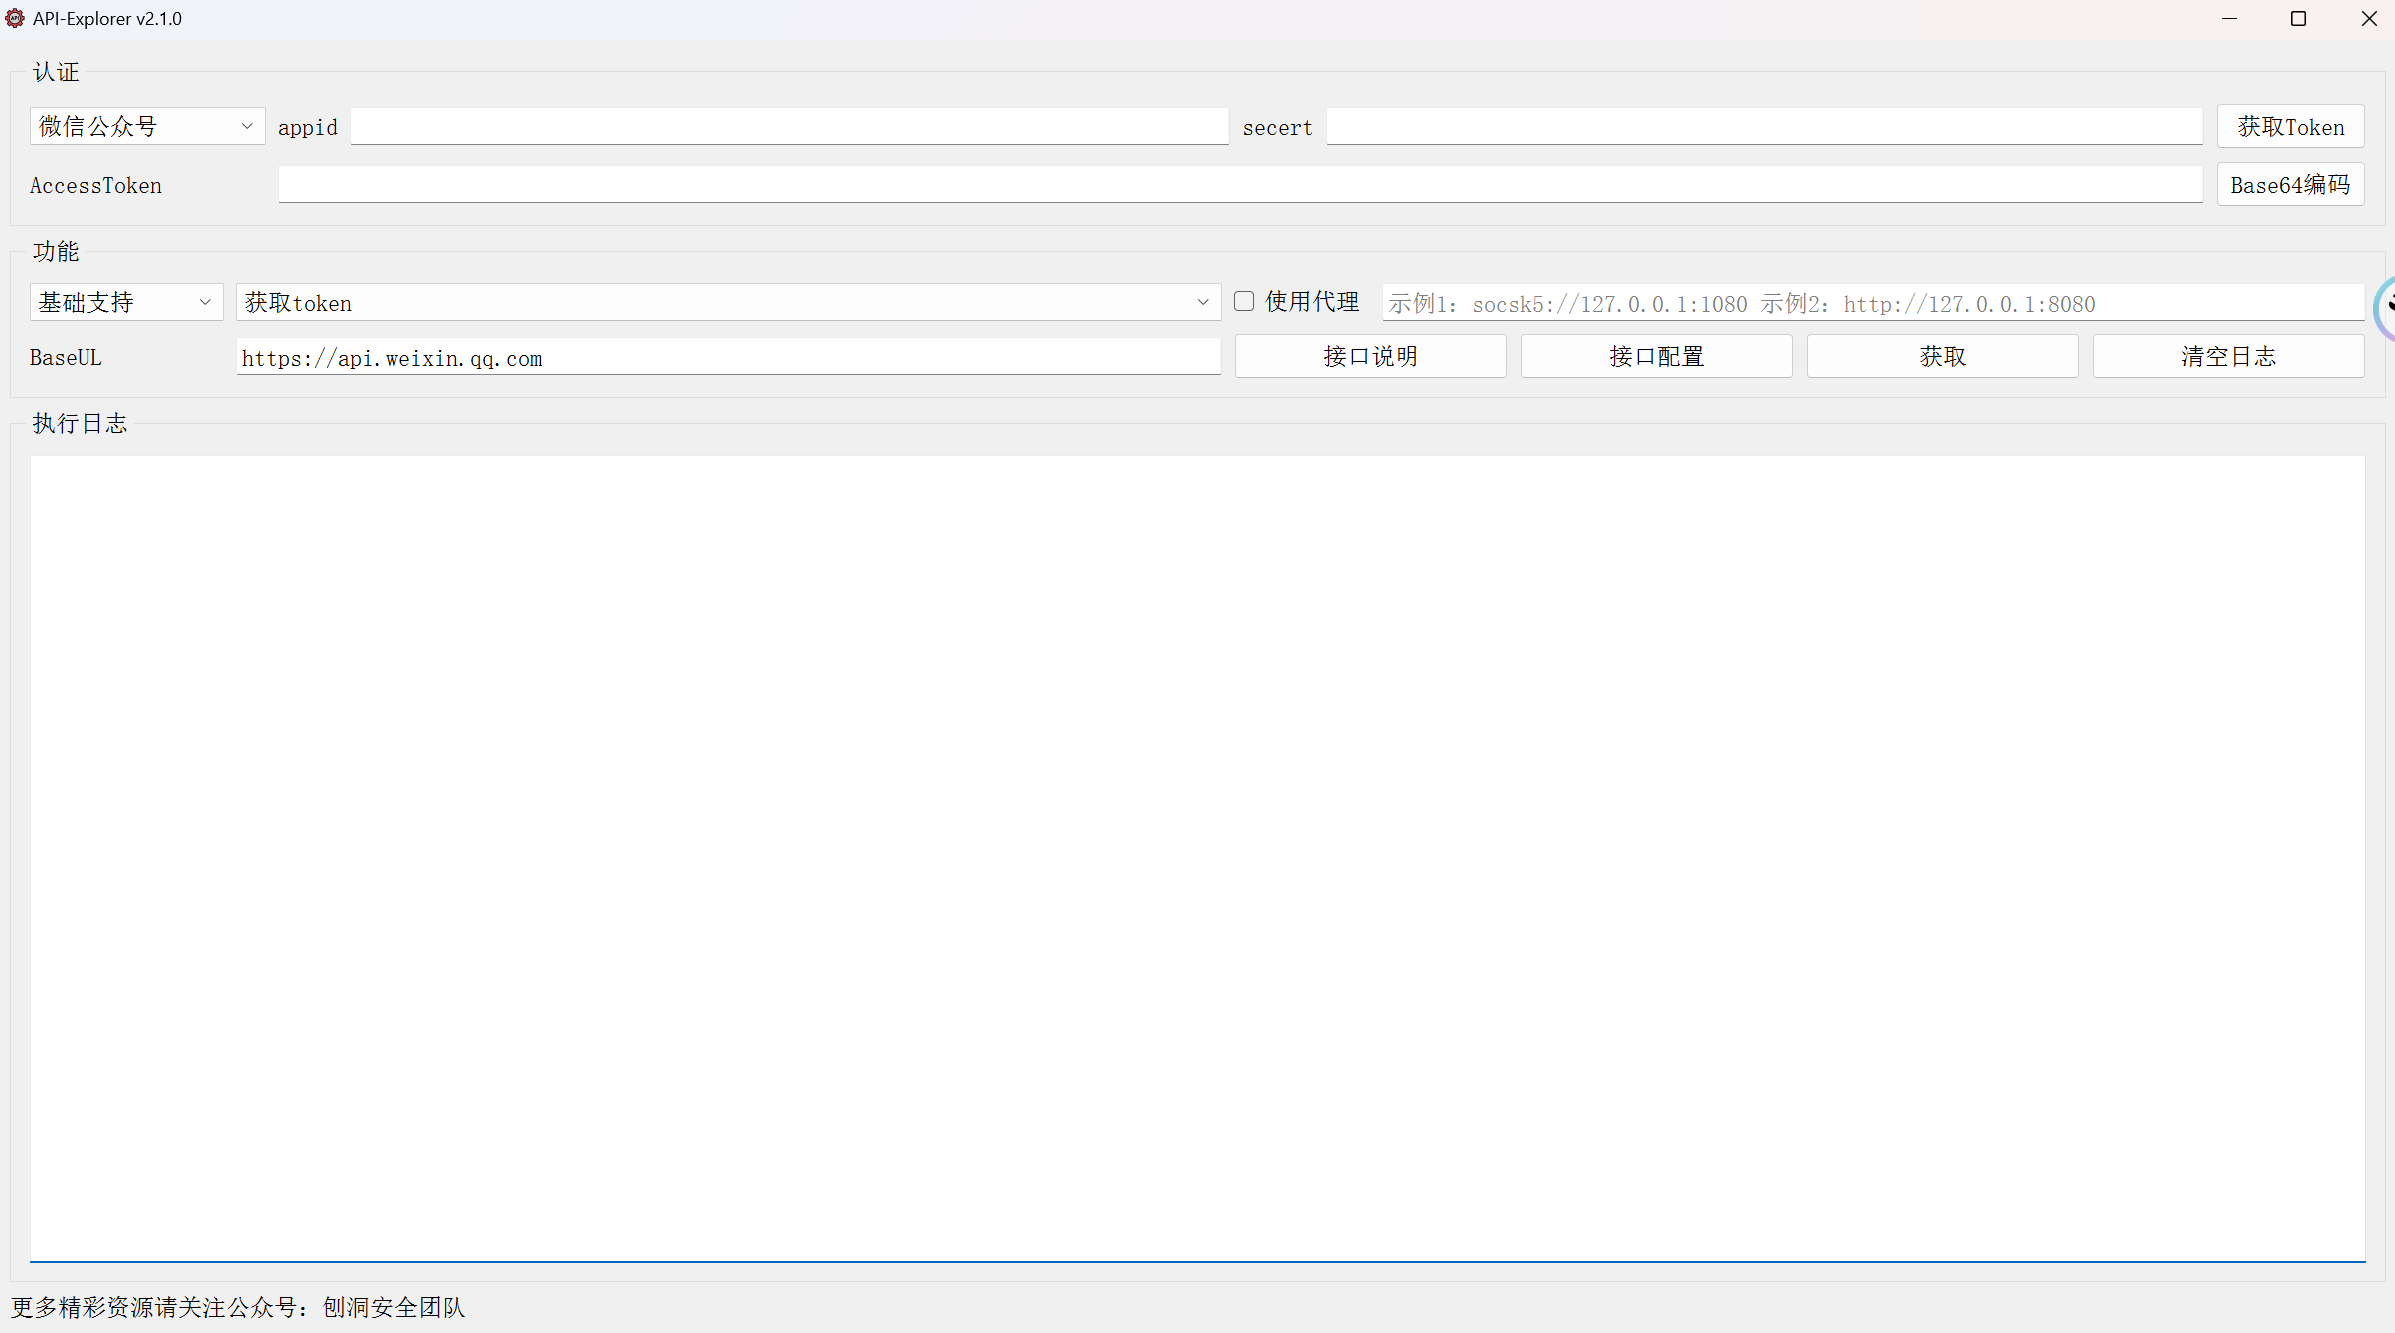 API-Explorer v2.1.0
认证
微信公众号 appid secert 获取Token
AccessToken Base64编码
功能
基础支持 获取token 使用代理 示例1: socsk5://127.0.0.1:1080 示例2: http://127.0.0.1:8080
BaseUL https://api.weixin.qq.com 接口说明 接口配置 获取 清空日志
执行日志
更多精彩资源请关注公众号: 刨洞安全团队